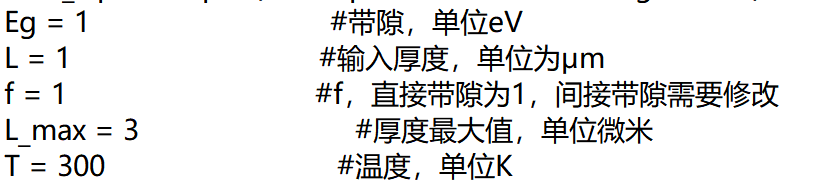 Eg = 1 #带隙，单位eV
L = 1 #输入厚度，单位为μm
f = 1 #f，直接带隙为1，间接带隙需要修改
L_max = 3 #厚度最大值，单位微米
T = 300 #温度，单位K